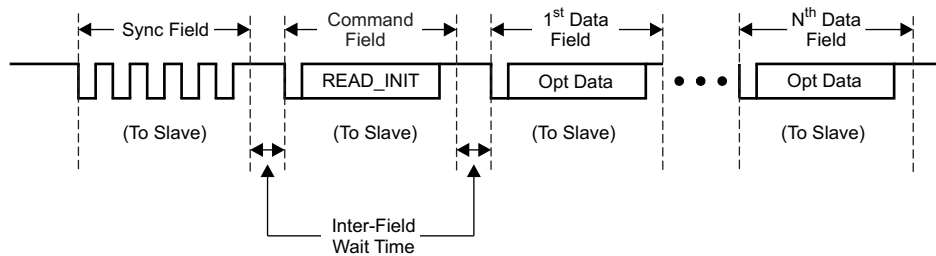 Sync Field
Command
Field
1st Data
Field
Nth Data
Field
READ_INIT
Opt Data
Opt Data
(To Slave)
(To Slave)
(To Slave)
(To Slave)
Inter-Field
Wait Time